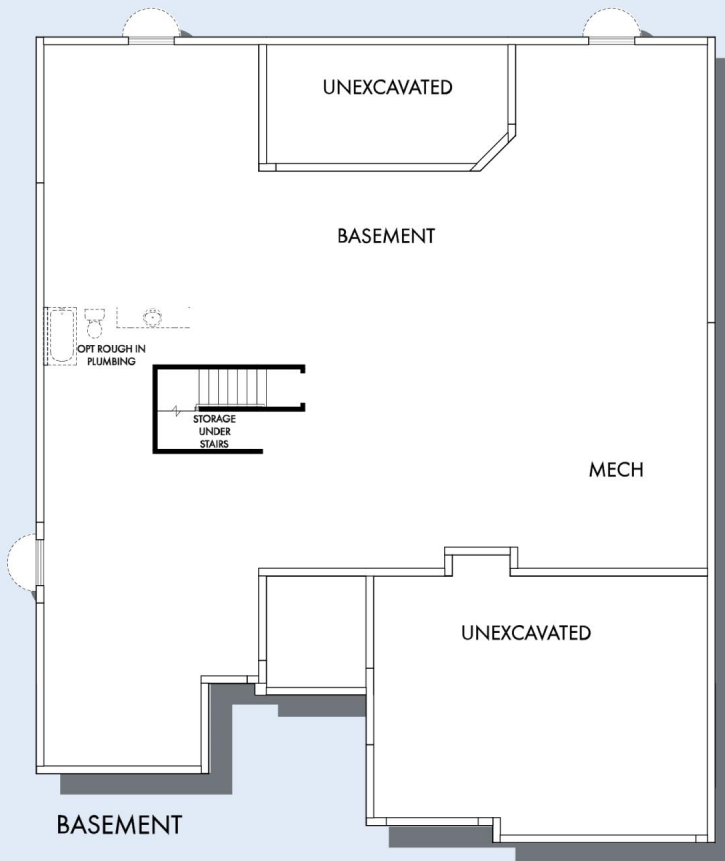 UNEXCAVATED
BASEMENT
OPT ROUGH IN
PLUMBING
STORAGE
UNDER
STAIRS
MECH
UNEXCAVATED
BASEMENT